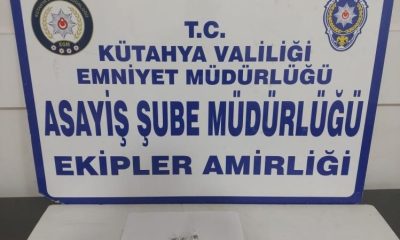 T.C.
KÜTAHYA VALİLİĞİ
EMNİYET MÜDÜRLÜĞÜ
ASAYİŞ ŞUBE MÜDÜRLÜĞÜ
EKİPLER AMİRLİĞİ